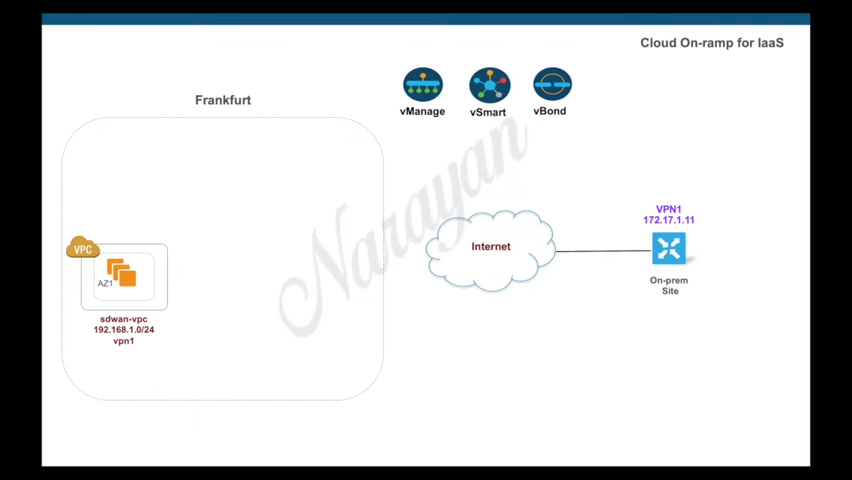 Cloud On-ramp for IaaS
Frankfurt
vManage
vSmart
vBond
Narayan
VPN1
172.17.1.11
Internet
VPC
AZ1
On-prem
Site
sdwan-vpc
192.168.1.0/24
vpn1